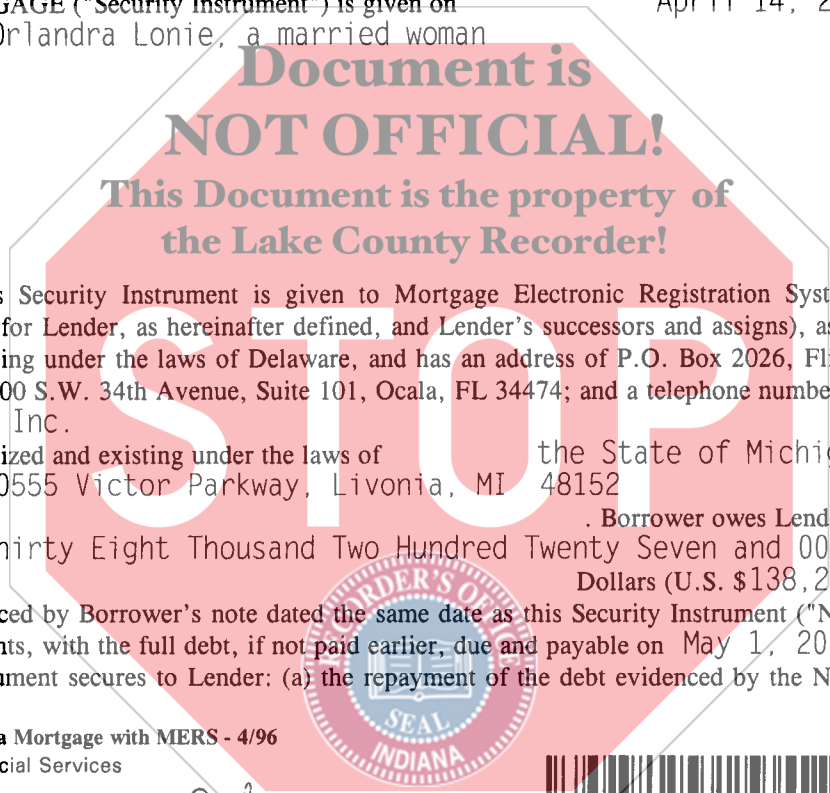 GAGE ("Security Instrument") is given on April 14, 2
Orlandra Lonie, a married woman
Document is
NOT OFFICIAL!
This Document is the property of
the Lake County Recorder!
s Security Instrument is given to Mortgage Electronic Registration Syst
for Lender, as hereinafter defined, and Lender's successors and assigns), as
ing under the laws of Delaware, and has an address of P.O. Box 2026, Fli
00 S.W. 34th Avenue, Suite 101, Ocala, FL 34474; and a telephone numbe
Inc.
ized and existing under the laws of the State of Michig
0555 Victor Parkway, Livonia, MI 48152
. Borrower owes Lend
hirty Eight Thousand Two Hundred Twenty Seven and 00
Dollars (U.S. $138,2
ced by Borrower's note dated the same date as this Security Instrument ("N
nts, with the full debt, if not paid earlier, due and payable on May 1, 20
ument secures to Lender: (a) the repayment of the debt evidenced by the N
a Mortgage with MERS - 4/96
cial Services
STOP
RECORDER'S OFFICE
SEAL
INDIANA